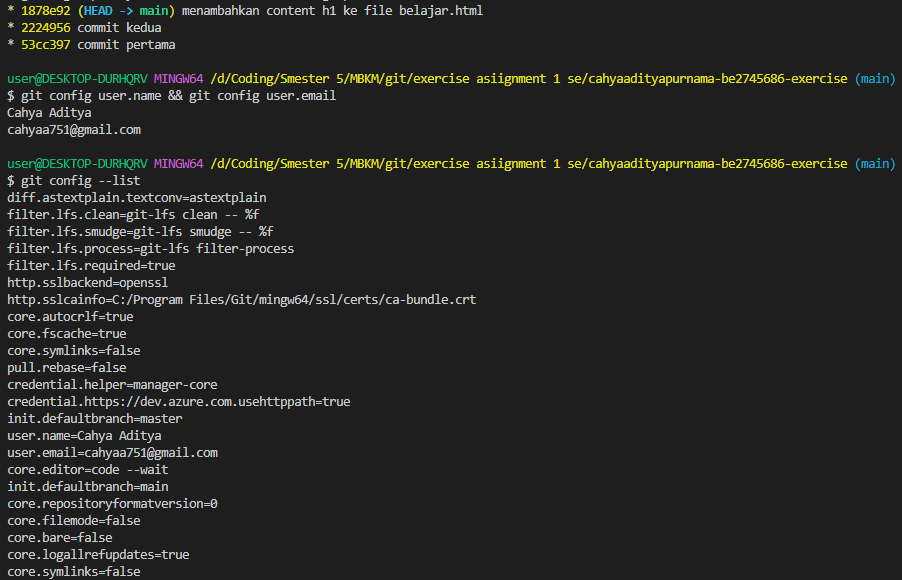 * 1878e92 (HEAD -> main) menambahkan content h1 ke file belajar.html
* 2224956 commit kedua
* 53cc397 commit pertama
user@DESKTOP-DURHQRV MINGW64 /d/Coding/Smester 5/MBKM/git/exercise asiignment 1 se/cahyaadityapurnama-be2745686-exercise (main)
$ git config user.name && git config user.email
Cahya Aditya
cahyaa751@gmail.com
user@DESKTOP-DURHQRV MINGW64 /d/Coding/Smester 5/MBKM/git/exercise asiignment 1 se/cahyaadityapurnama-be2745686-exercise (main)
$ git config --list
diff.astextplain.textconv=astextplain
filter.lfs.clean=git-lfs clean -- %f
filter.lfs.smudge=git-lfs smudge -- %f
filter.lfs.process=git-lfs filter-process
filter.lfs.required=true
http.sslbackend=openssl
http.sslcainfo=C:/Program Files/Git/mingw64/ssl/certs/ca-bundle.crt
core.autocrlf=true
core.fscache=true
core.symlinks=false
pull.rebase=false
credential.helper=manager-core
credential.https://dev.azure.com.usehttppath=true
init.defaultbranch=master
user.name=Cahya Aditya
user.email=cahyaa751@gmail.com
core.editor=code --wait
init.defaultbranch=main
core.repositoryformatversion=0
core.filemode=false
core.bare=false
core.logallrefupdates=true
core.symlinks=false